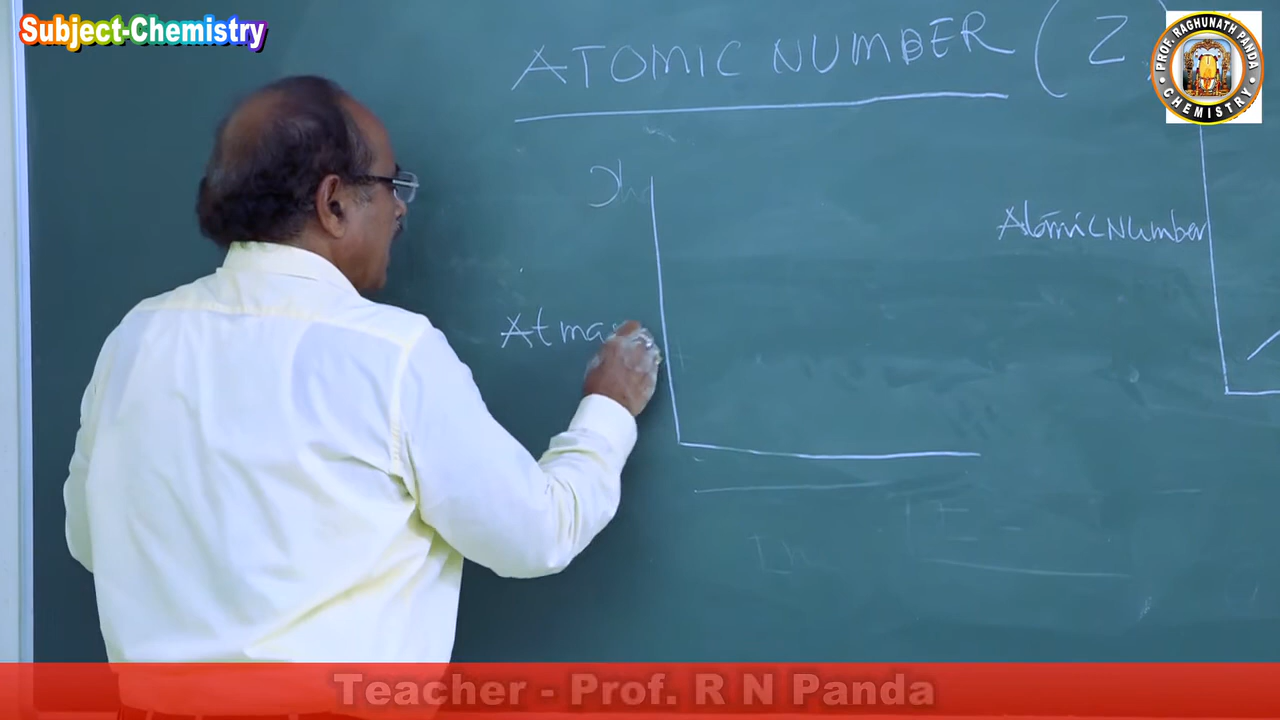 Subject-Chemistry
ATOMIC NUMBER (Z)
PROF. RAGHUNATH PANDA
CHEMISTRY
Atomic Number
At mas
Teacher - Prof. R N Panda